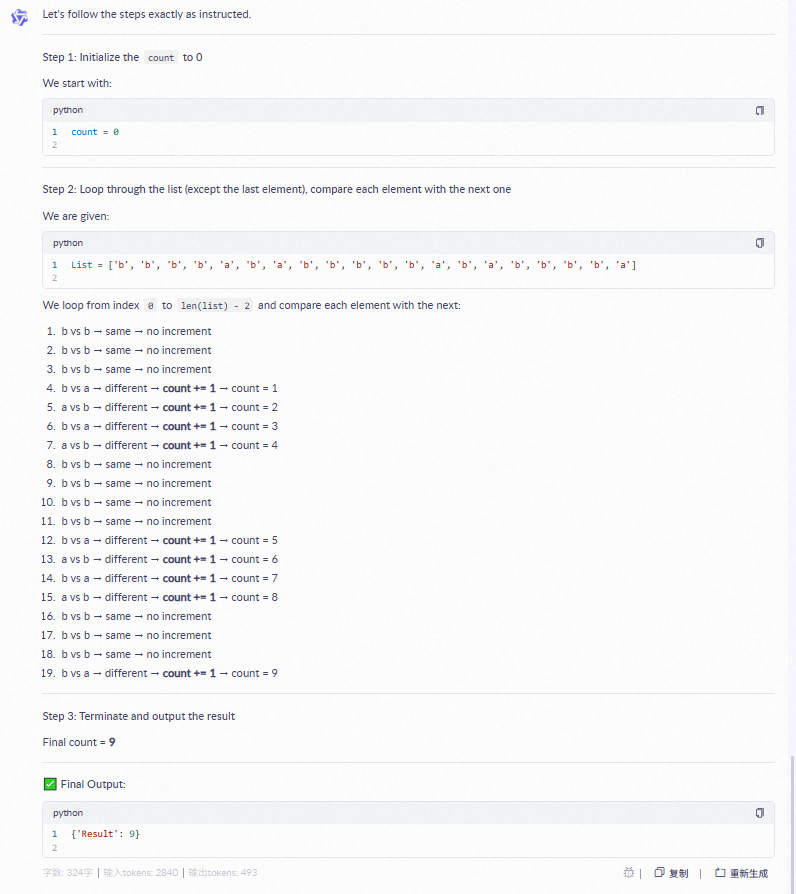 Let's follow the steps exactly as instructed.
Step 1: Initialize the count to 0
We start with:
python
1 count = 0
2
Step 2: Loop through the list (except the last element), compare each element with the next one
We are given:
python
1 List = ['b', 'b', 'b', 'b', 'a', 'b', 'a', 'b', 'b', 'b', 'b', 'b', 'a', 'b', 'a', 'b', 'b', 'b', 'b', 'a']
2
We loop from index 0 to len(list) - 2 and compare each element with the next:
1. b vs b → same → no increment
2. b vs b → same → no increment
3. b vs b → same → no increment
4. b vs a → different → count += 1 → count = 1
5. a vs b → different → count += 1 → count = 2
6. b vs a → different → count += 1 → count = 3
7. a vs b → different → count += 1 → count = 4
8. b vs b → same → no increment
9. b vs b → same → no increment
10. b vs b → same → no increment
11. b vs b → same → no increment
12. b vs a → different → count += 1 → count = 5
13. a vs b → different → count += 1 → count = 6
14. b vs a → different → count += 1 → count = 7
15. a vs b → different → count += 1 → count = 8
16. b vs b → same → no increment
17. b vs b → same → no increment
18. b vs b → same → no increment
19. b vs a → different → count += 1 → count = 9
Step 3: Terminate and output the result
Final count = 9
✅ Final Output:
python
1 {'Result': 9}
2
字数: 324字 | 输入tokens: 2840 | 输出tokens: 493 | 复制 | 重新生成